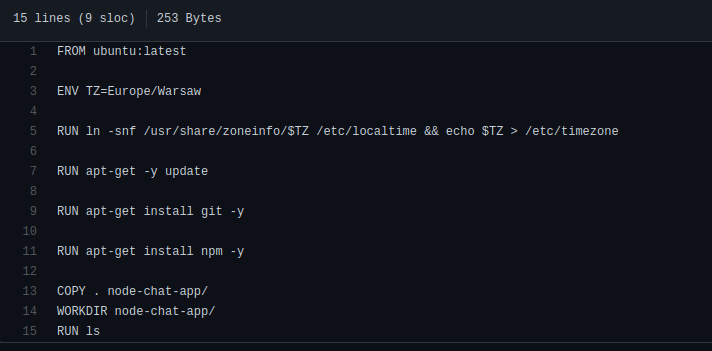 15 lines (9 sloc) 253 Bytes
1 FROM ubuntu:latest
2
3 ENV TZ=Europe/Warsaw
4
5 RUN ln -snf /usr/share/zoneinfo/$TZ /etc/localtime && echo $TZ > /etc/timezone
6
7 RUN apt-get -y update
8
9 RUN apt-get install git -y
10
11 RUN apt-get install npm -y
12
13 COPY . node-chat-app/
14 WORKDIR node-chat-app/
15 RUN ls